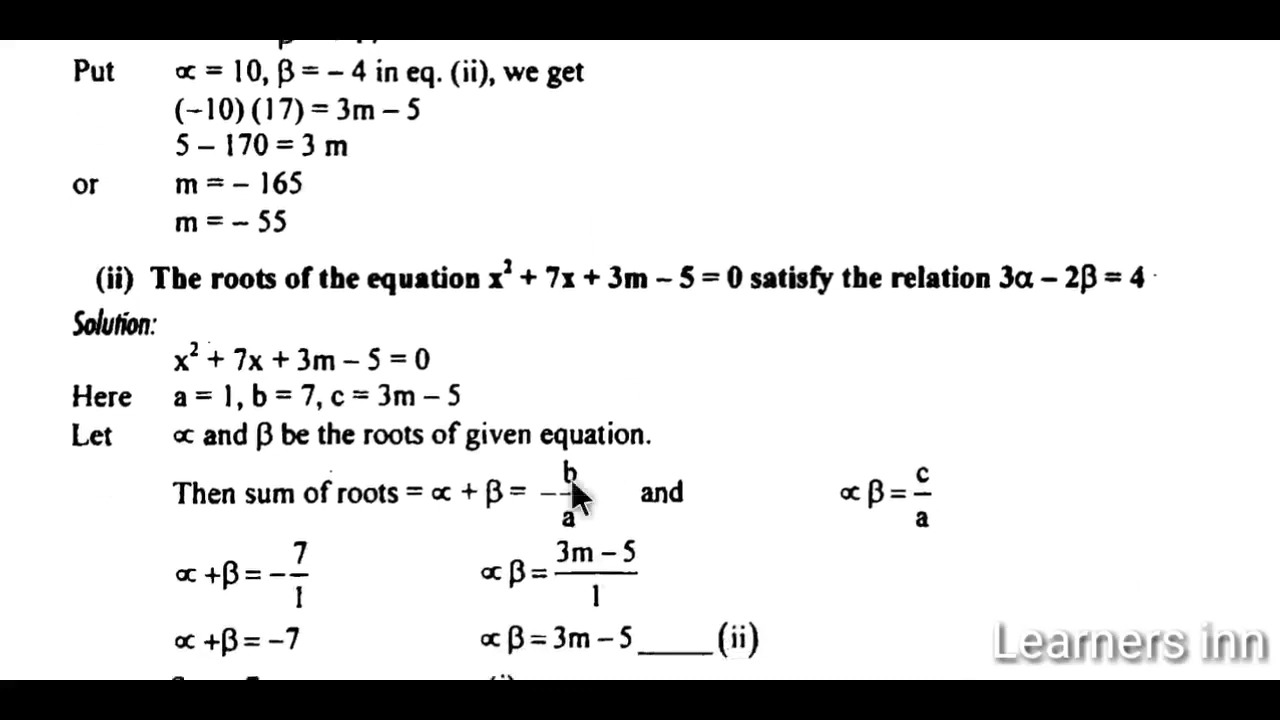 Put ∝ = 10, β = – 4 in eq. (ii), we get
(–10) (17) = 3m – 5
5 – 170 = 3 m
or m = – 165
m = – 55
(ii) The roots of the equation x² + 7x + 3m – 5 = 0 satisfy the relation 3α – 2β = 4
Solution:
x² + 7x + 3m – 5 = 0
Here a = 1, b = 7, c = 3m – 5
Let ∝ and β be the roots of given equation.
Then sum of roots = ∝ + β = – b/a and ∝ β = c/a
∝ +β = – 7/1 ∝ β = 3m – 5/1
∝ +β = –7 ∝ β = 3m – 5 ____ (ii)
Learners inn